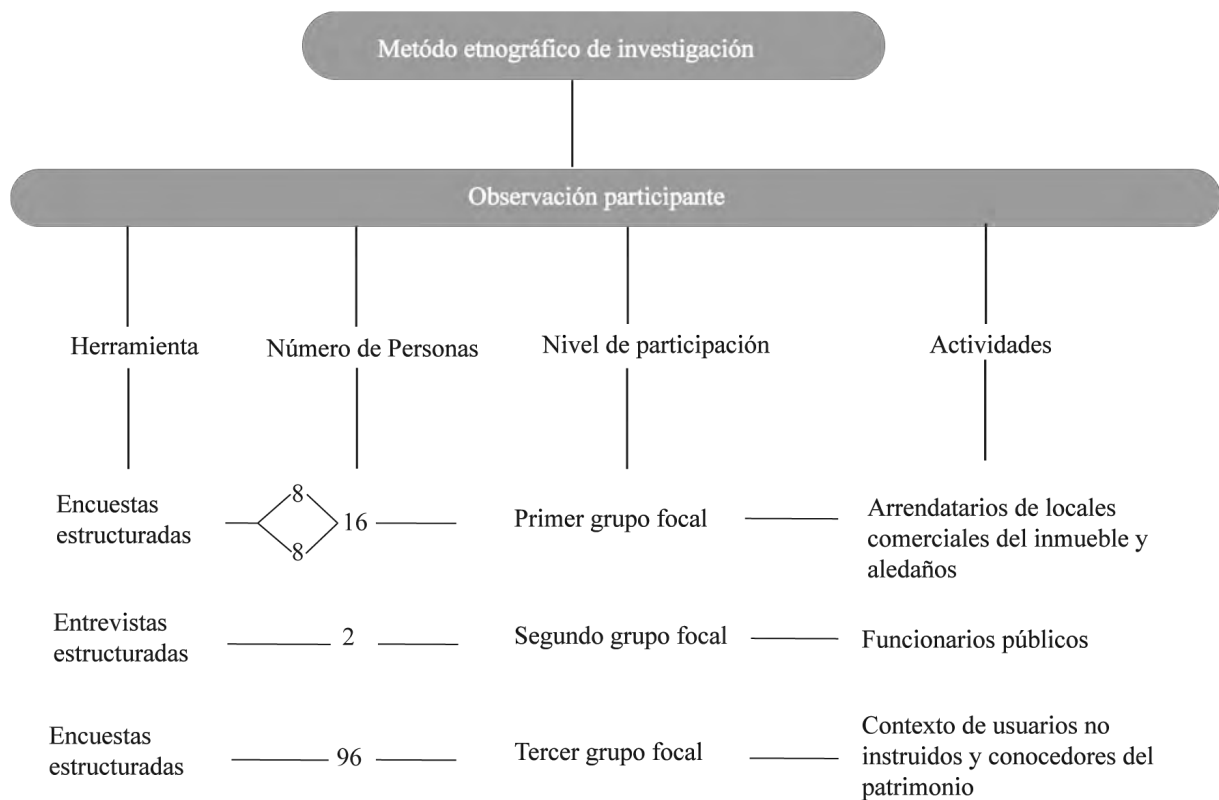 Metódo etnográfico de investigación
Observación participante
Herramienta
Número de Personas
Nivel de participación
Actividades
Encuestas
estructuradas
8
8
16
Primer grupo focal
Arrendatarios de locales
comerciales del inmueble y
aledaños
Entrevistas
estructuradas
2
Segundo grupo focal
Funcionarios públicos
Encuestas
estructuradas
96
Tercer grupo focal
Contexto de usuarios no
instruidos y conocedores del
patrimonio